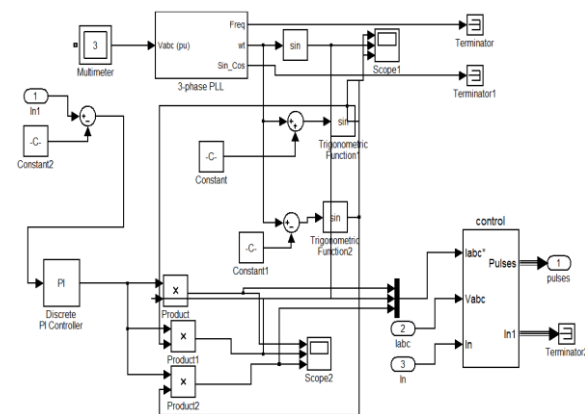 3
Multimeter
Vabc (pu)
Freq
wt
Sin_Cos
3-phase PLL
sin
Scope1
Terminator
Terminator1
1
In1
-C-
Constant2
-C-
Constant
sin
Trigonometric
Function1
-C-
Constant1
sin
Trigonometric
Function2
PI
Discrete
PI Controller
×
Product
×
Product1
×
Product2
Scope2
control
Iabc*
Pulses
Vabc
In
In1
1
pulses
2
Iabc
3
In
Terminator2